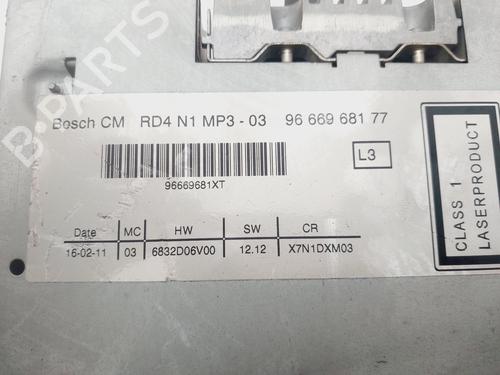 Bosch CM RD4 N1 MP3 - 03 96 669 681 77
L3
96669681XT
Date MC HW SW CR
16-02-11 03 6832D06V00 12.12 X7N1DXM03
CLASS 1
LASERPRODUCT
B-PARTS